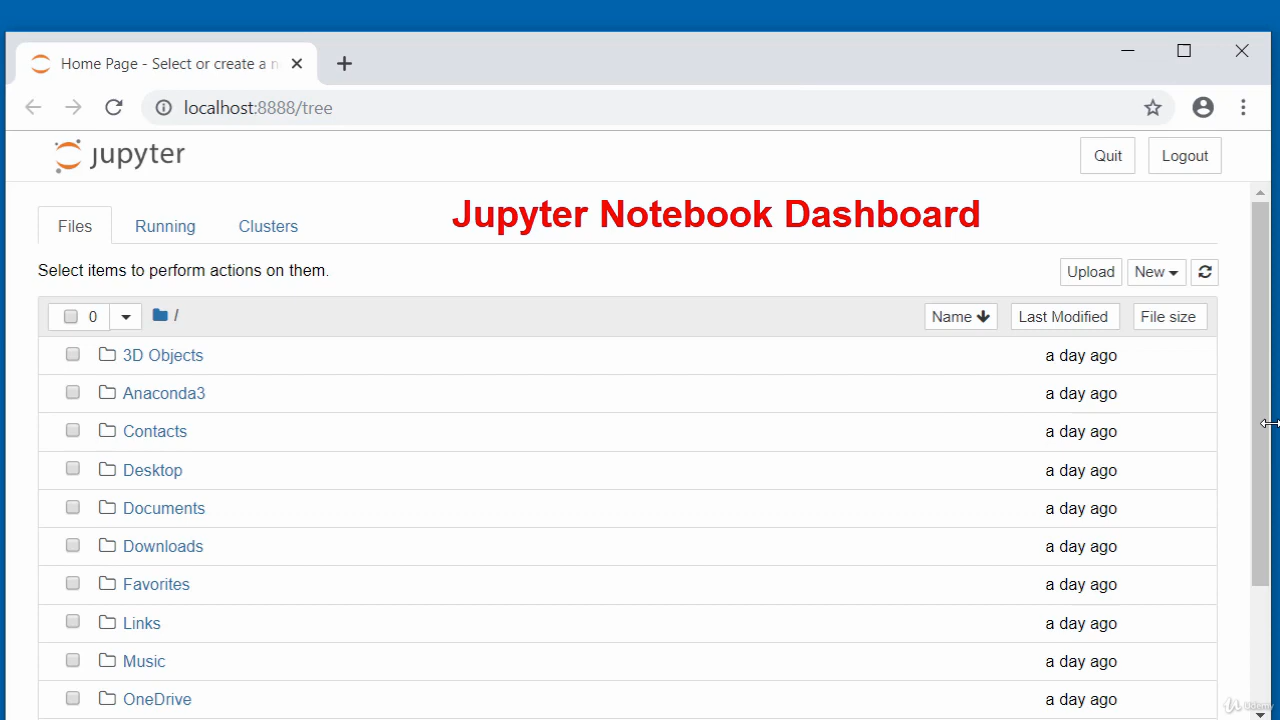 Home Page - Select or create a n
localhost:8888/tree
jupyter
Quit
Logout
Jupyter Notebook Dashboard
Files
Running
Clusters
Select items to perform actions on them.
Upload
New
0
/
Name
Last Modified
File size
3D Objects a day ago
Anaconda3 a day ago
Contacts a day ago
Desktop a day ago
Documents a day ago
Downloads a day ago
Favorites a day ago
Links a day ago
Music a day ago
OneDrive a day ago
Udemy